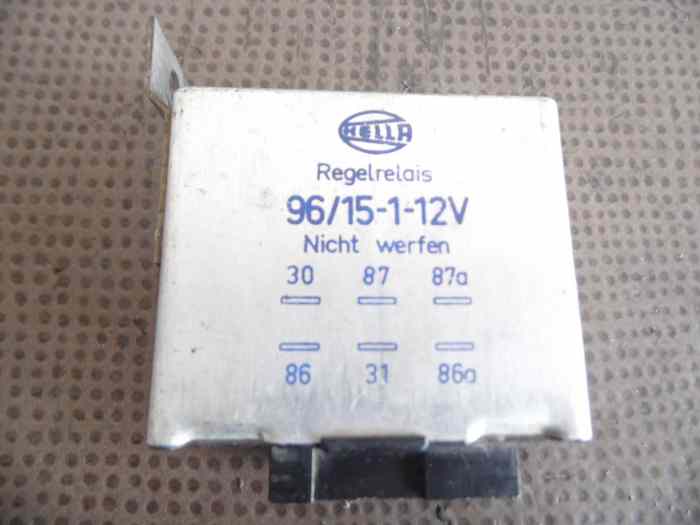 HELLA
Regelrelais
96/15-1-12V
Nicht werfen
30 87 87a
86 31 86a